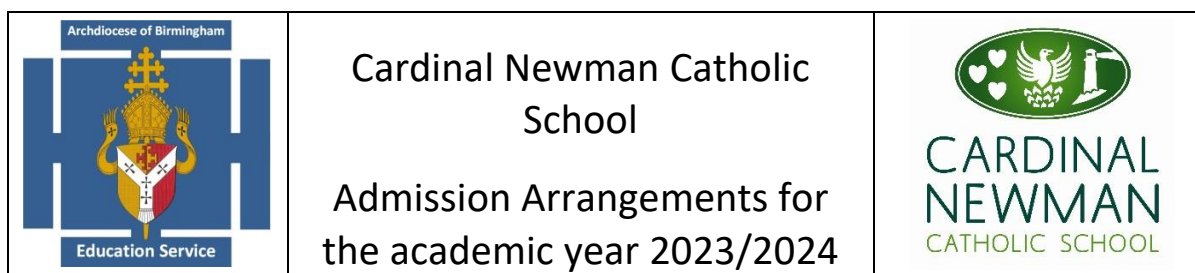 Archdiocese of Birmingham
Education Service
Cardinal Newman Catholic
School
Admission Arrangements for
the academic year 2023/2024
CARDINAL
NEWMAN
CATHOLIC SCHOOL